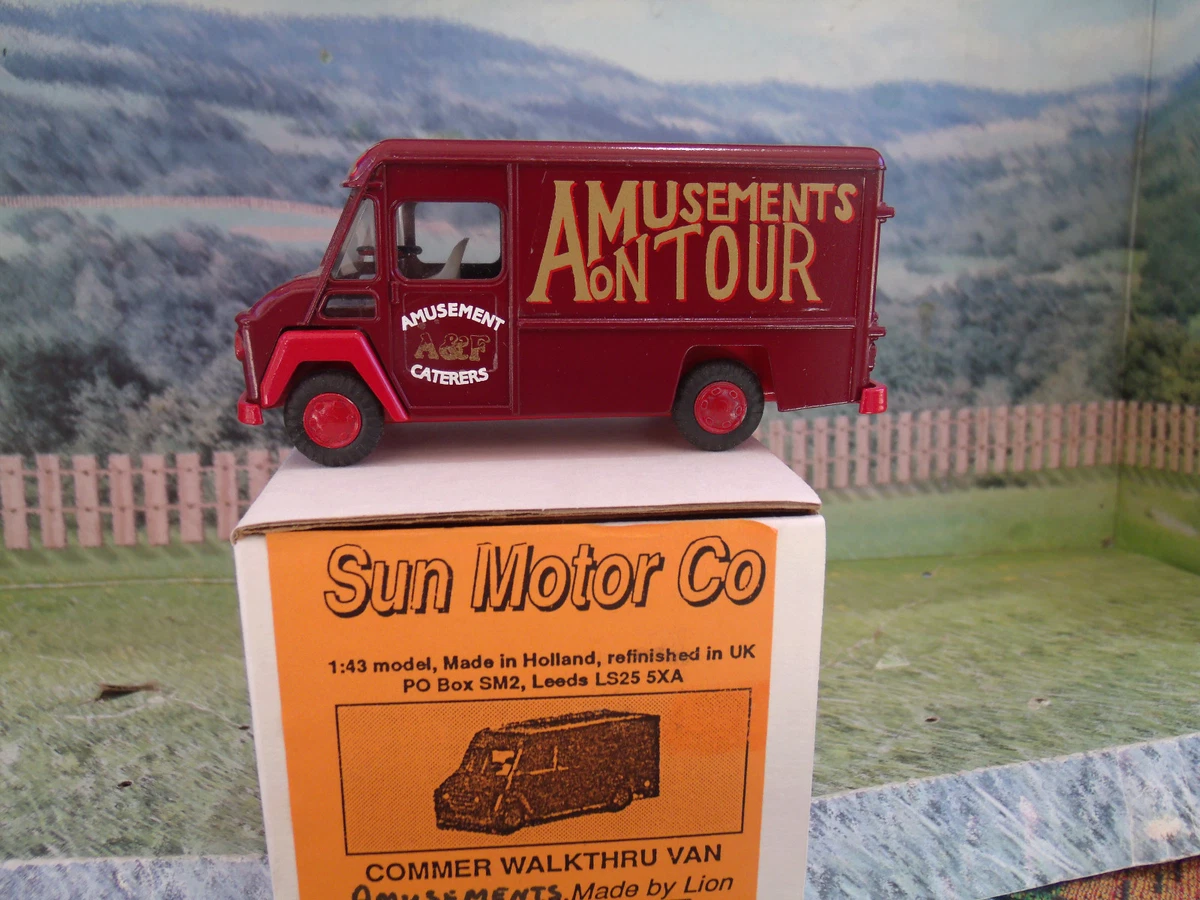 AMUSEMENTS
ON TOUR
AMUSEMENT
A&F
CATERERS
Sun Motor Co
1:43 model, Made in Holland, refinished in UK
PO Box SM2, Leeds LS25 5XA
COMMER WALKTHRU VAN
AMUSEMENTS. Made by Lion